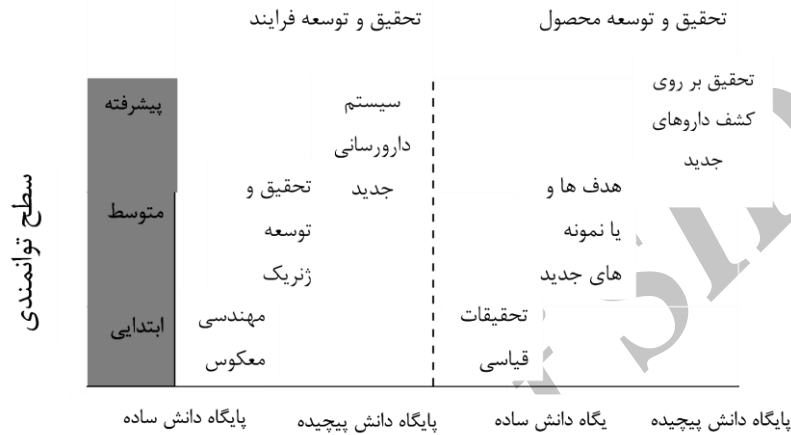 تحقیق و توسعه محصول
تحقیق و توسعه فرایند
تحقیق بر روی
کشف داروهای
جدید
سیستم
دارورسانی
جدید
پیشرفته
هدف ها و
یا نمونه
های جدید
تحقیق و
توسعه
ژنریک
متوسط
تحقیقات
قیاسی
مهندسی
معکوس
ابتدایی
سطح توانمندی
پایگاه دانش پیچیده
یگاه دانش ساده
پایگاه دانش پیچیده
پایگاه دانش ساده